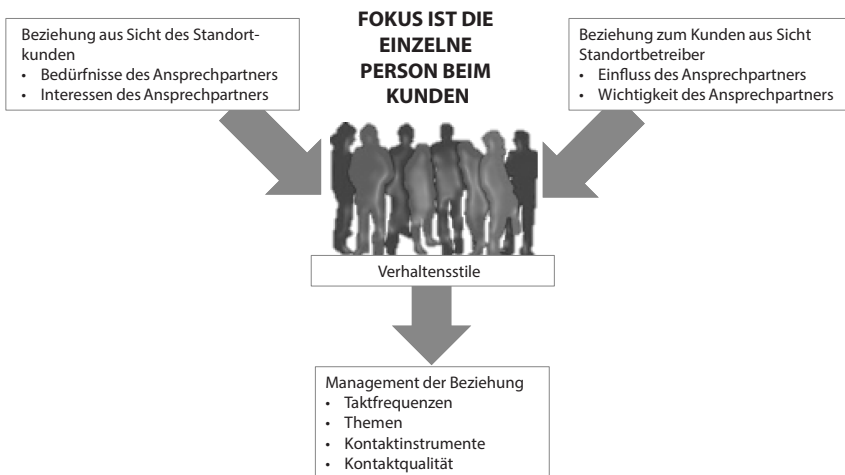 Beziehung aus Sicht des Standort-
kunden
• Bedürfnisse des Ansprechpartners
• Interessen des Ansprechpartners
FOKUS IST DIE
EINZELNE
PERSON BEIM
KUNDEN
Beziehung zum Kunden aus Sicht
Standortbetreiber
• Einfluss des Ansprechpartners
• Wichtigkeit des Ansprechpartners
Verhaltensstile
Management der Beziehung
• Taktfrequenzen
• Themen
• Kontaktinstrumente
• Kontaktqualität